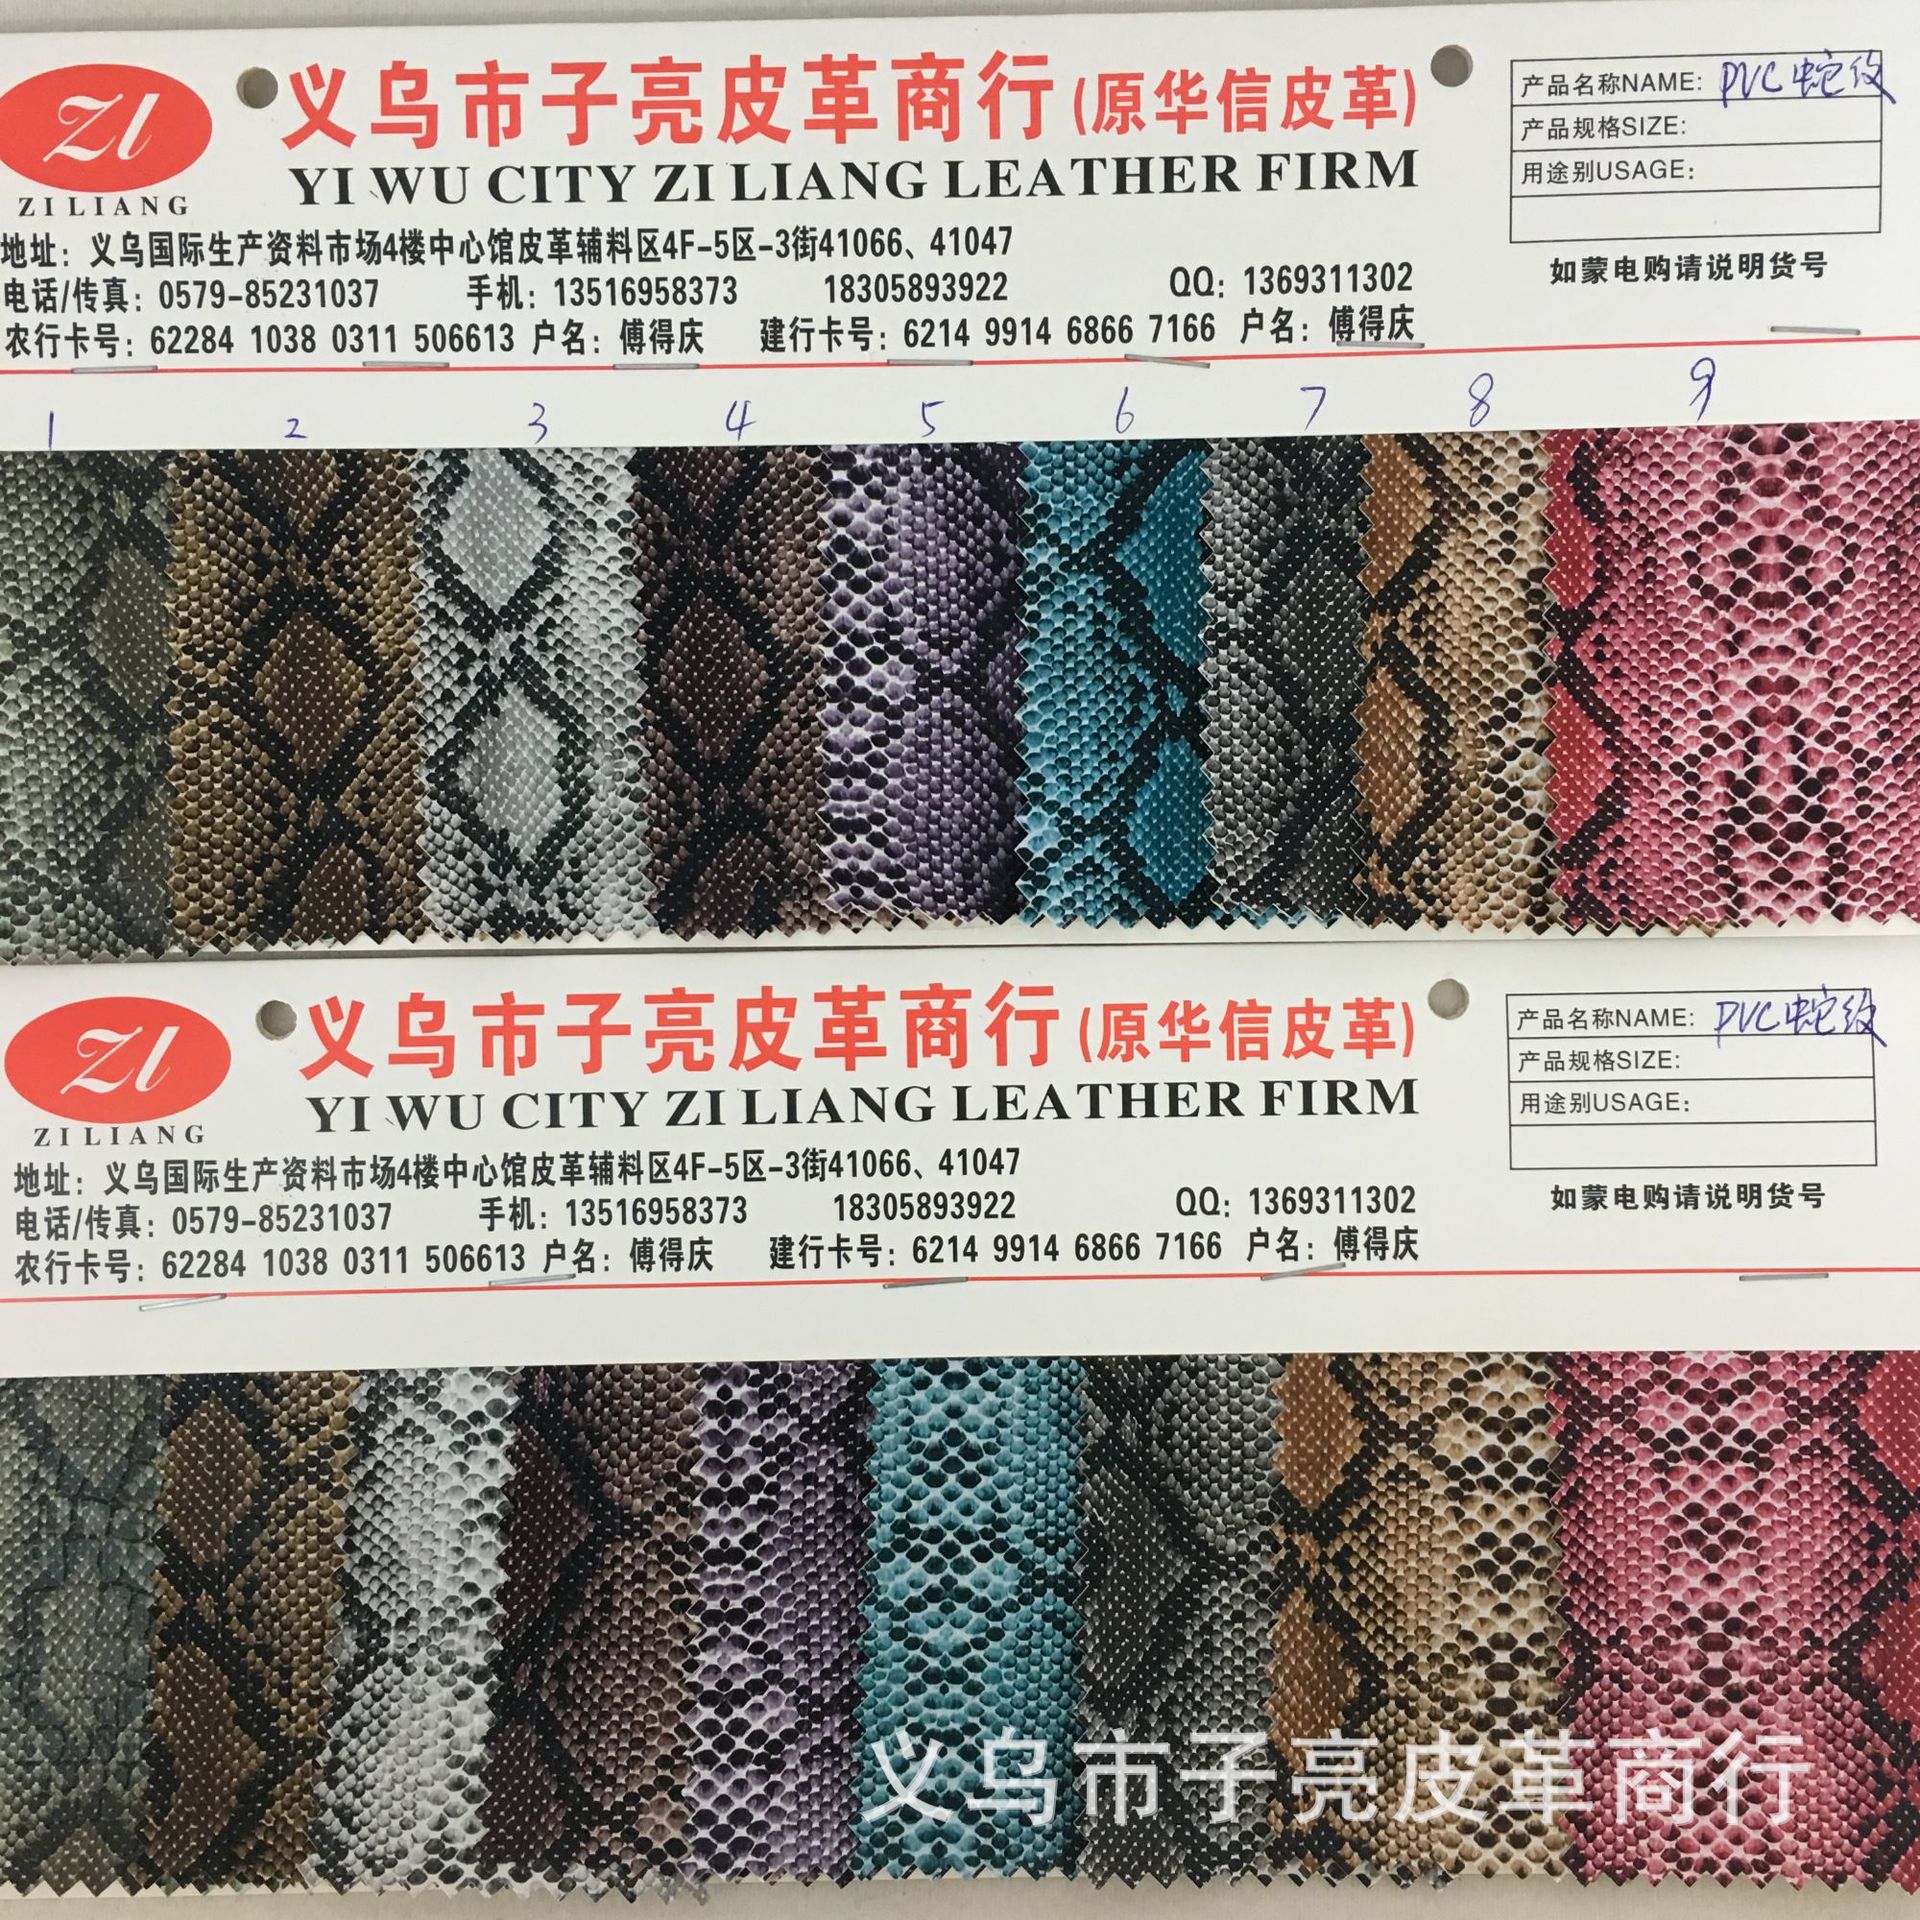 Zl
ZI LIANG
义乌市子亮皮革商行(原华信皮革)
YI WU CITY ZI LIANG LEATHER FIRM
地址：义乌国际生产资料市场4楼中心馆皮革辅料区4F-5区-3街41066、41047
电话/传真：0579-85231037 手机：13516958373 18305893922 QQ：1369311302
农行卡号：62284 1038 0311 506613 户名：傅得庆 建行卡号：6214 9914 6866 7166 户名：傅得庆
产品名称NAME: PVC蛇纹
产品规格SIZE:
用途别USAGE:
如蒙电购请说明货号
1 2 3 4 5 6 7 8 9
Zl
ZI LIANG
义乌市子亮皮革商行(原华信皮革)
YI WU CITY ZI LIANG LEATHER FIRM
地址：义乌国际生产资料市场4楼中心馆皮革辅料区4F-5区-3街41066、41047
电话/传真：0579-85231037 手机：13516958373 18305893922 QQ：1369311302
农行卡号：62284 1038 0311 506613 户名：傅得庆 建行卡号：6214 9914 6866 7166 户名：傅得庆
产品名称NAME: PVC蛇纹
产品规格SIZE:
用途别USAGE:
如蒙电购请说明货号
义乌市子亮皮革商行